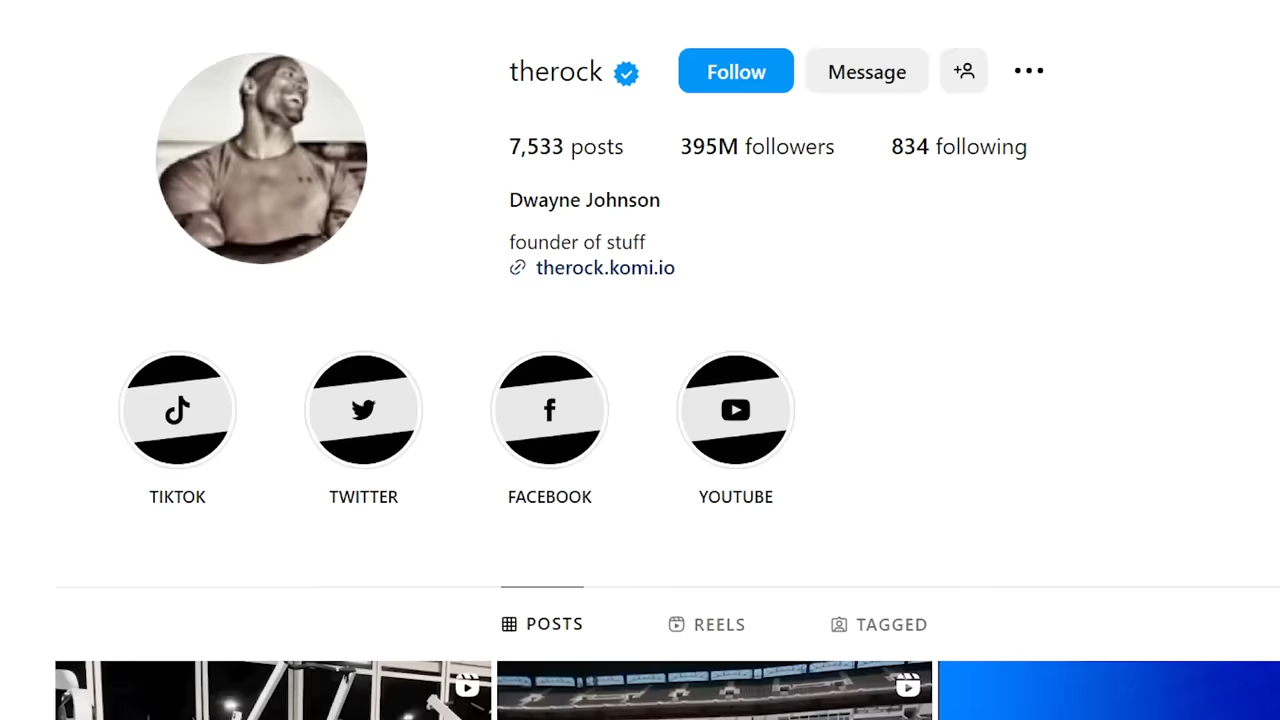 therock Follow Message
7,533 posts 395M followers 834 following
Dwayne Johnson
founder of stuff
therock.komi.io
TIKTOK TWITTER FACEBOOK YOUTUBE
POSTS REELS TAGGED